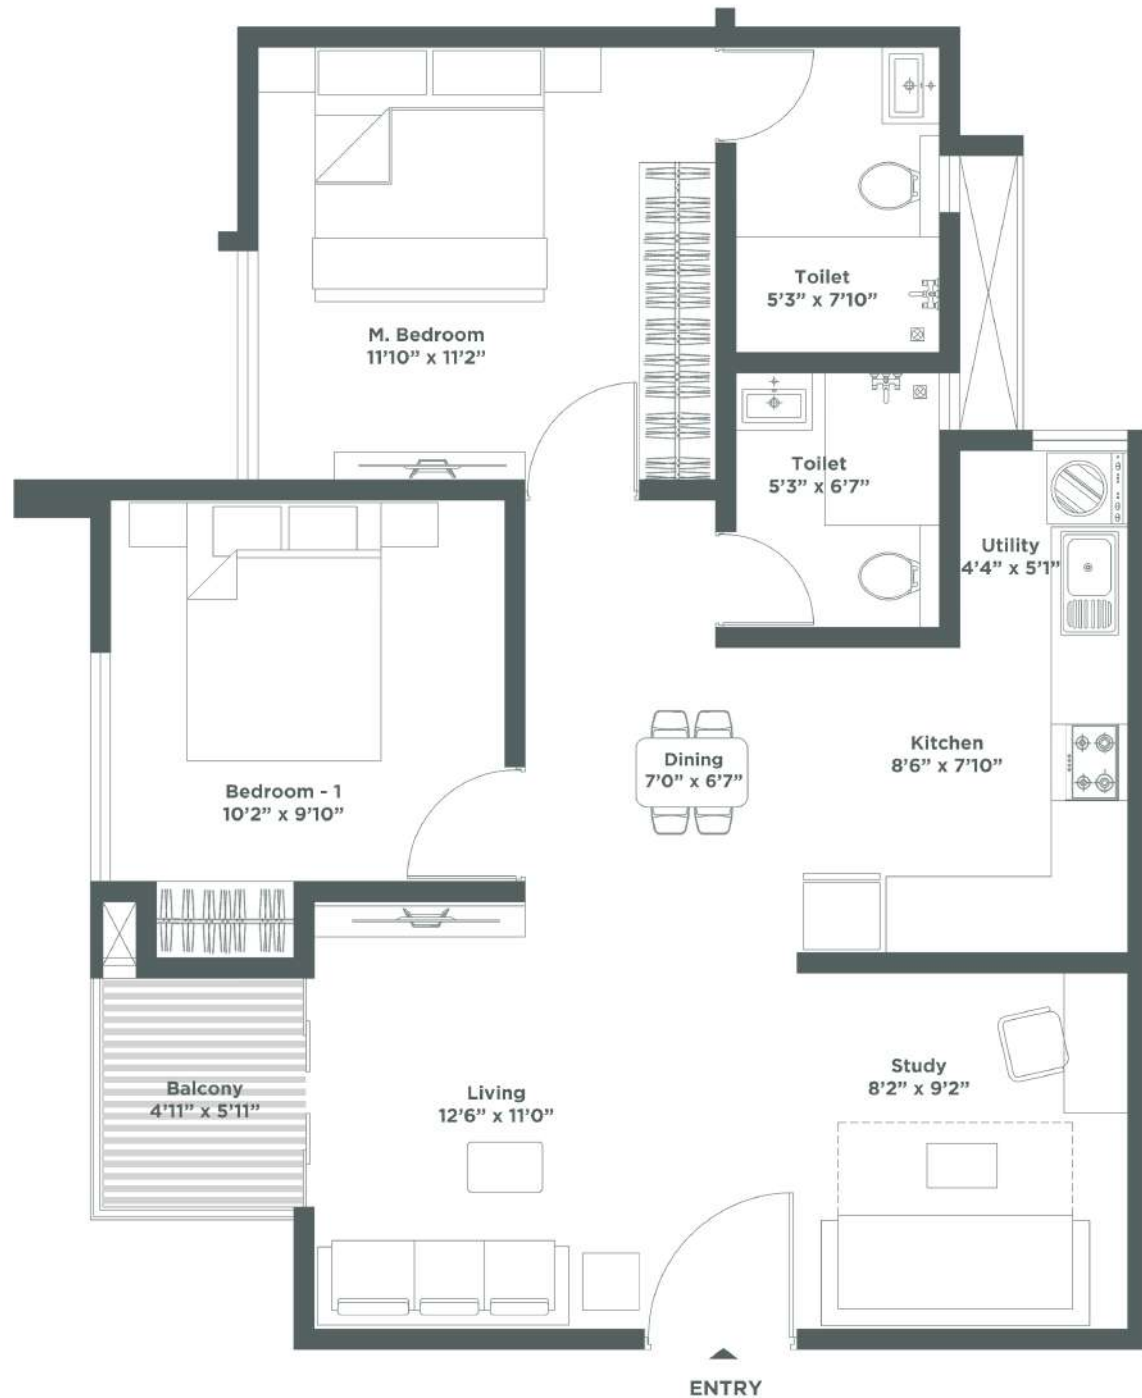 Toilet
5'3” x 7'10”
M. Bedroom
11'10” x 11'2”
Toilet
5'3” x 6'7”
Utility
4'4” x 5'1”
Dining
7'0” x 6'7”
Kitchen
8'6” x 7'10”
Bedroom - 1
10'2” x 9'10”
Study
8'2” x 9'2”
Balcony
4'11” x 5'11”
Living
12'6” x 11'0”
ENTRY